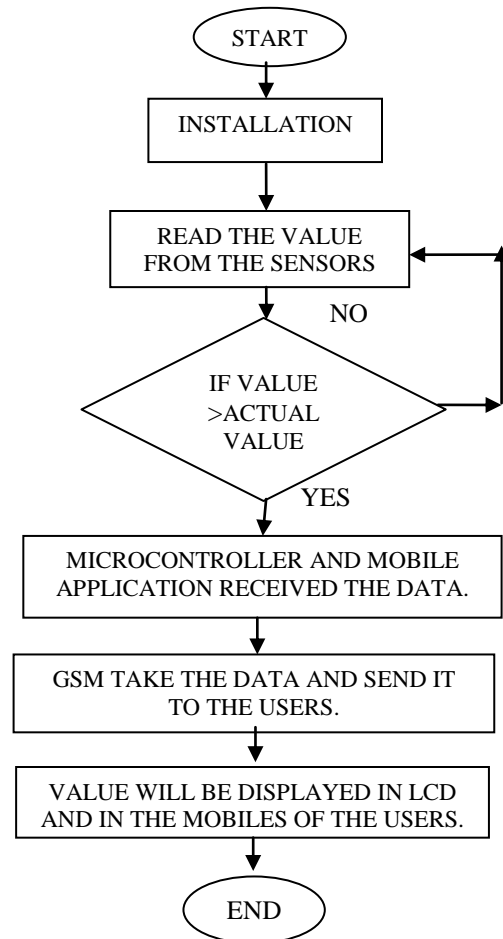 START
INSTALLATION
READ THE VALUE
FROM THE SENSORS
NO
IF VALUE
>ACTUAL
VALUE
YES
MICROCONTROLLER AND MOBILE
APPLICATION RECEIVED THE DATA.
GSM TAKE THE DATA AND SEND IT
TO THE USERS.
VALUE WILL BE DISPLAYED IN LCD
AND IN THE MOBILES OF THE USERS.
END